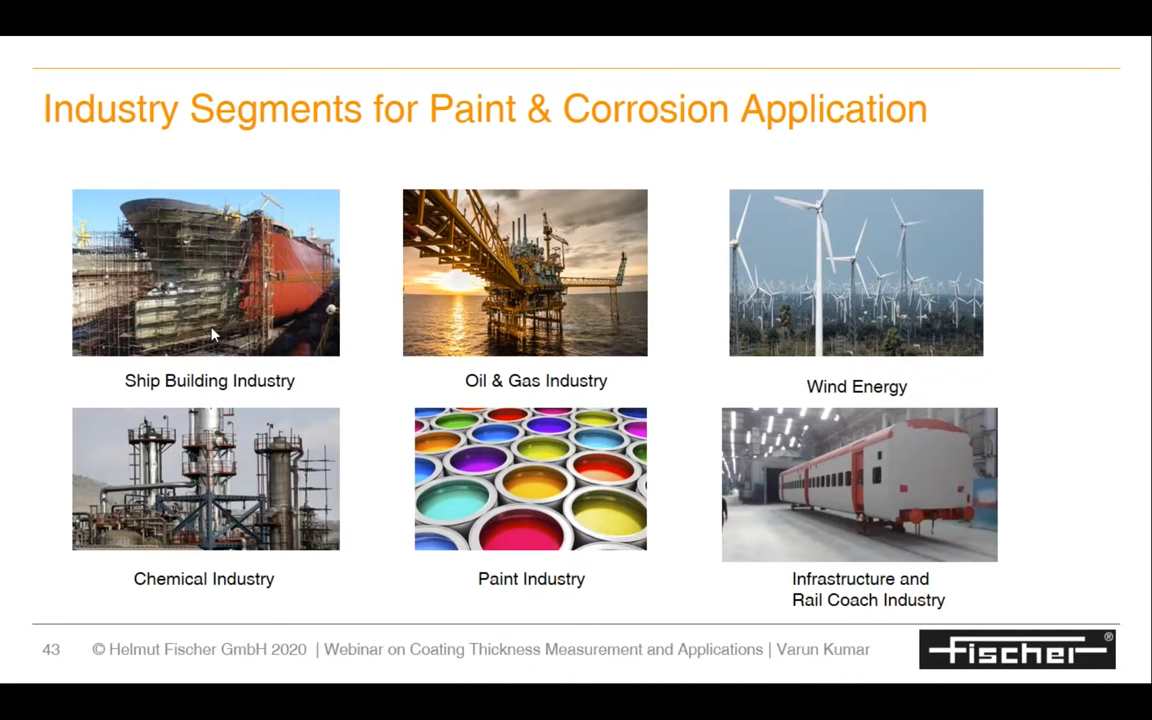 Industry Segments for Paint & Corrosion Application
Ship Building Industry
Oil & Gas Industry
Wind Energy
Chemical Industry
Paint Industry
Infrastructure and
Rail Coach Industry
43 © Helmut Fischer GmbH 2020 | Webinar on Coating Thickness Measurement and Applications | Varun Kumar
Fischer®